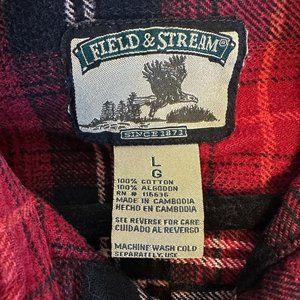 FIELD & STREAM
SINCE 1871
L
G
100% COTTON
100% ALGODON
RN # 116696
MADE IN CAMBODIA
HECHO EN CAMBODIA
SEE REVERSE FOR CARE
CUIDADO AL REVERSO
MACHINE WASH COLD
SEPARATELY, USE